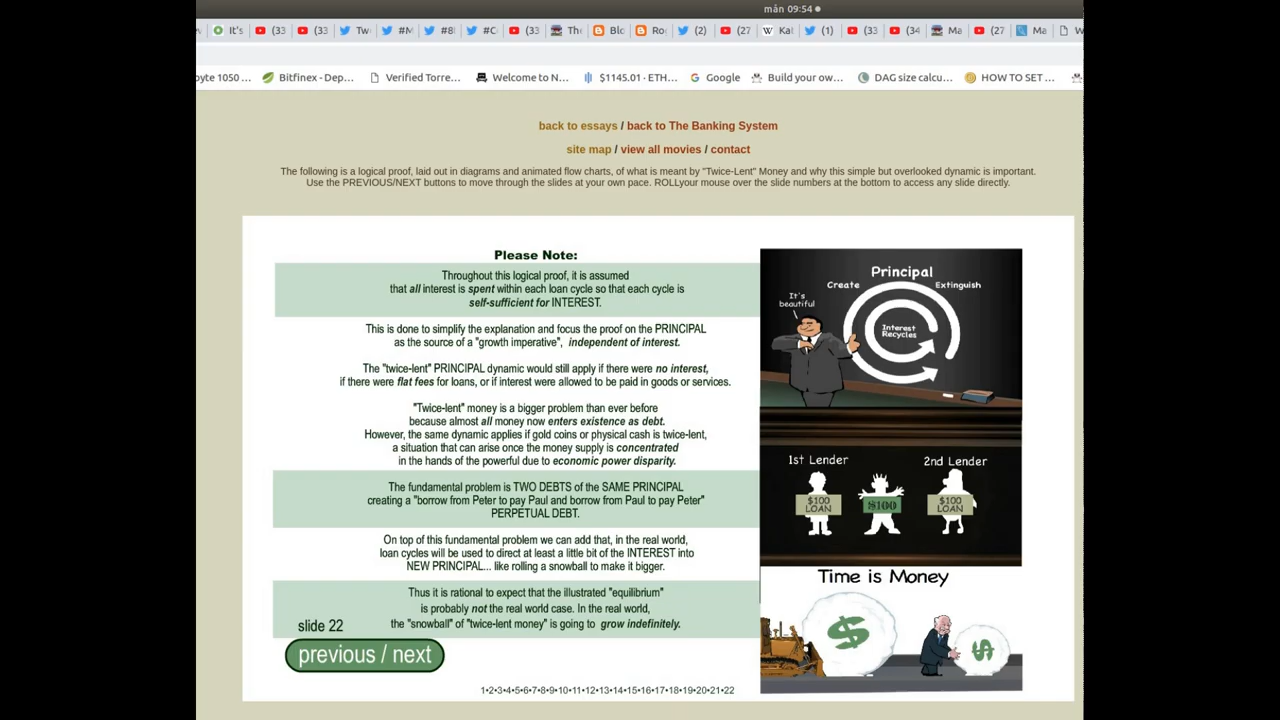 mán 09:54
It's (33 (33 Tw #M #8 #C (33 Th Blo Ro (2) (27 Kat (1) (33 (34 Ma (27 Ma W
byte 1050 ... Bitfinex - Dep... Verified Torre... Welcome to N... $1145.01 · ETH... Google Build your ow... DAG size calcu... HOW TO SET ...
back to essays / back to The Banking System
site map / view all movies / contact
The following is a logical proof, laid out in diagrams and animated flow charts, of what is meant by "Twice-Lent" Money and why this simple but overlooked dynamic is important.
Use the PREVIOUS/NEXT buttons to move through the slides at your own pace. ROLLyour mouse over the slide numbers at the bottom to access any slide directly.
Please Note:
Throughout this logical proof, it is assumed
that all interest is spent within each loan cycle so that each cycle is
self-sufficient for INTEREST.
This is done to simplify the explanation and focus the proof on the PRINCIPAL
as the source of a "growth imperative", independent of interest.
The "twice-lent" PRINCIPAL dynamic would still apply if there were no interest,
if there were flat fees for loans, or if interest were allowed to be paid in goods or services.
"Twice-lent" money is a bigger problem than ever before
because almost all money now enters existence as debt.
However, the same dynamic applies if gold coins or physical cash is twice-lent,
a situation that can arise once the money supply is concentrated
in the hands of the powerful due to economic power disparity.
The fundamental problem is TWO DEBTS of the SAME PRINCIPAL
creating a "borrow from Peter to pay Paul and borrow from Paul to pay Peter"
PERPETUAL DEBT.
On top of this fundamental problem we can add that, in the real world,
loan cycles will be used to direct at least a little bit of the INTEREST into
NEW PRINCIPAL... like rolling a snowball to make it bigger.
Thus it is rational to expect that the illustrated "equilibrium"
is probably not the real world case. In the real world,
the "snowball" of "twice-lent money" is going to grow indefinitely.
slide 22
previous / next
1•2•3•4•5•6•7•8•9•10•11•12•13•14•15•16•17•18•19•20•21•22
Principal
Create Extinguish
It's
beautiful
Interest
Recycles
1st Lender 2nd Lender
$100
LOAN
$100
$100
LOAN
Time is Money
$ $